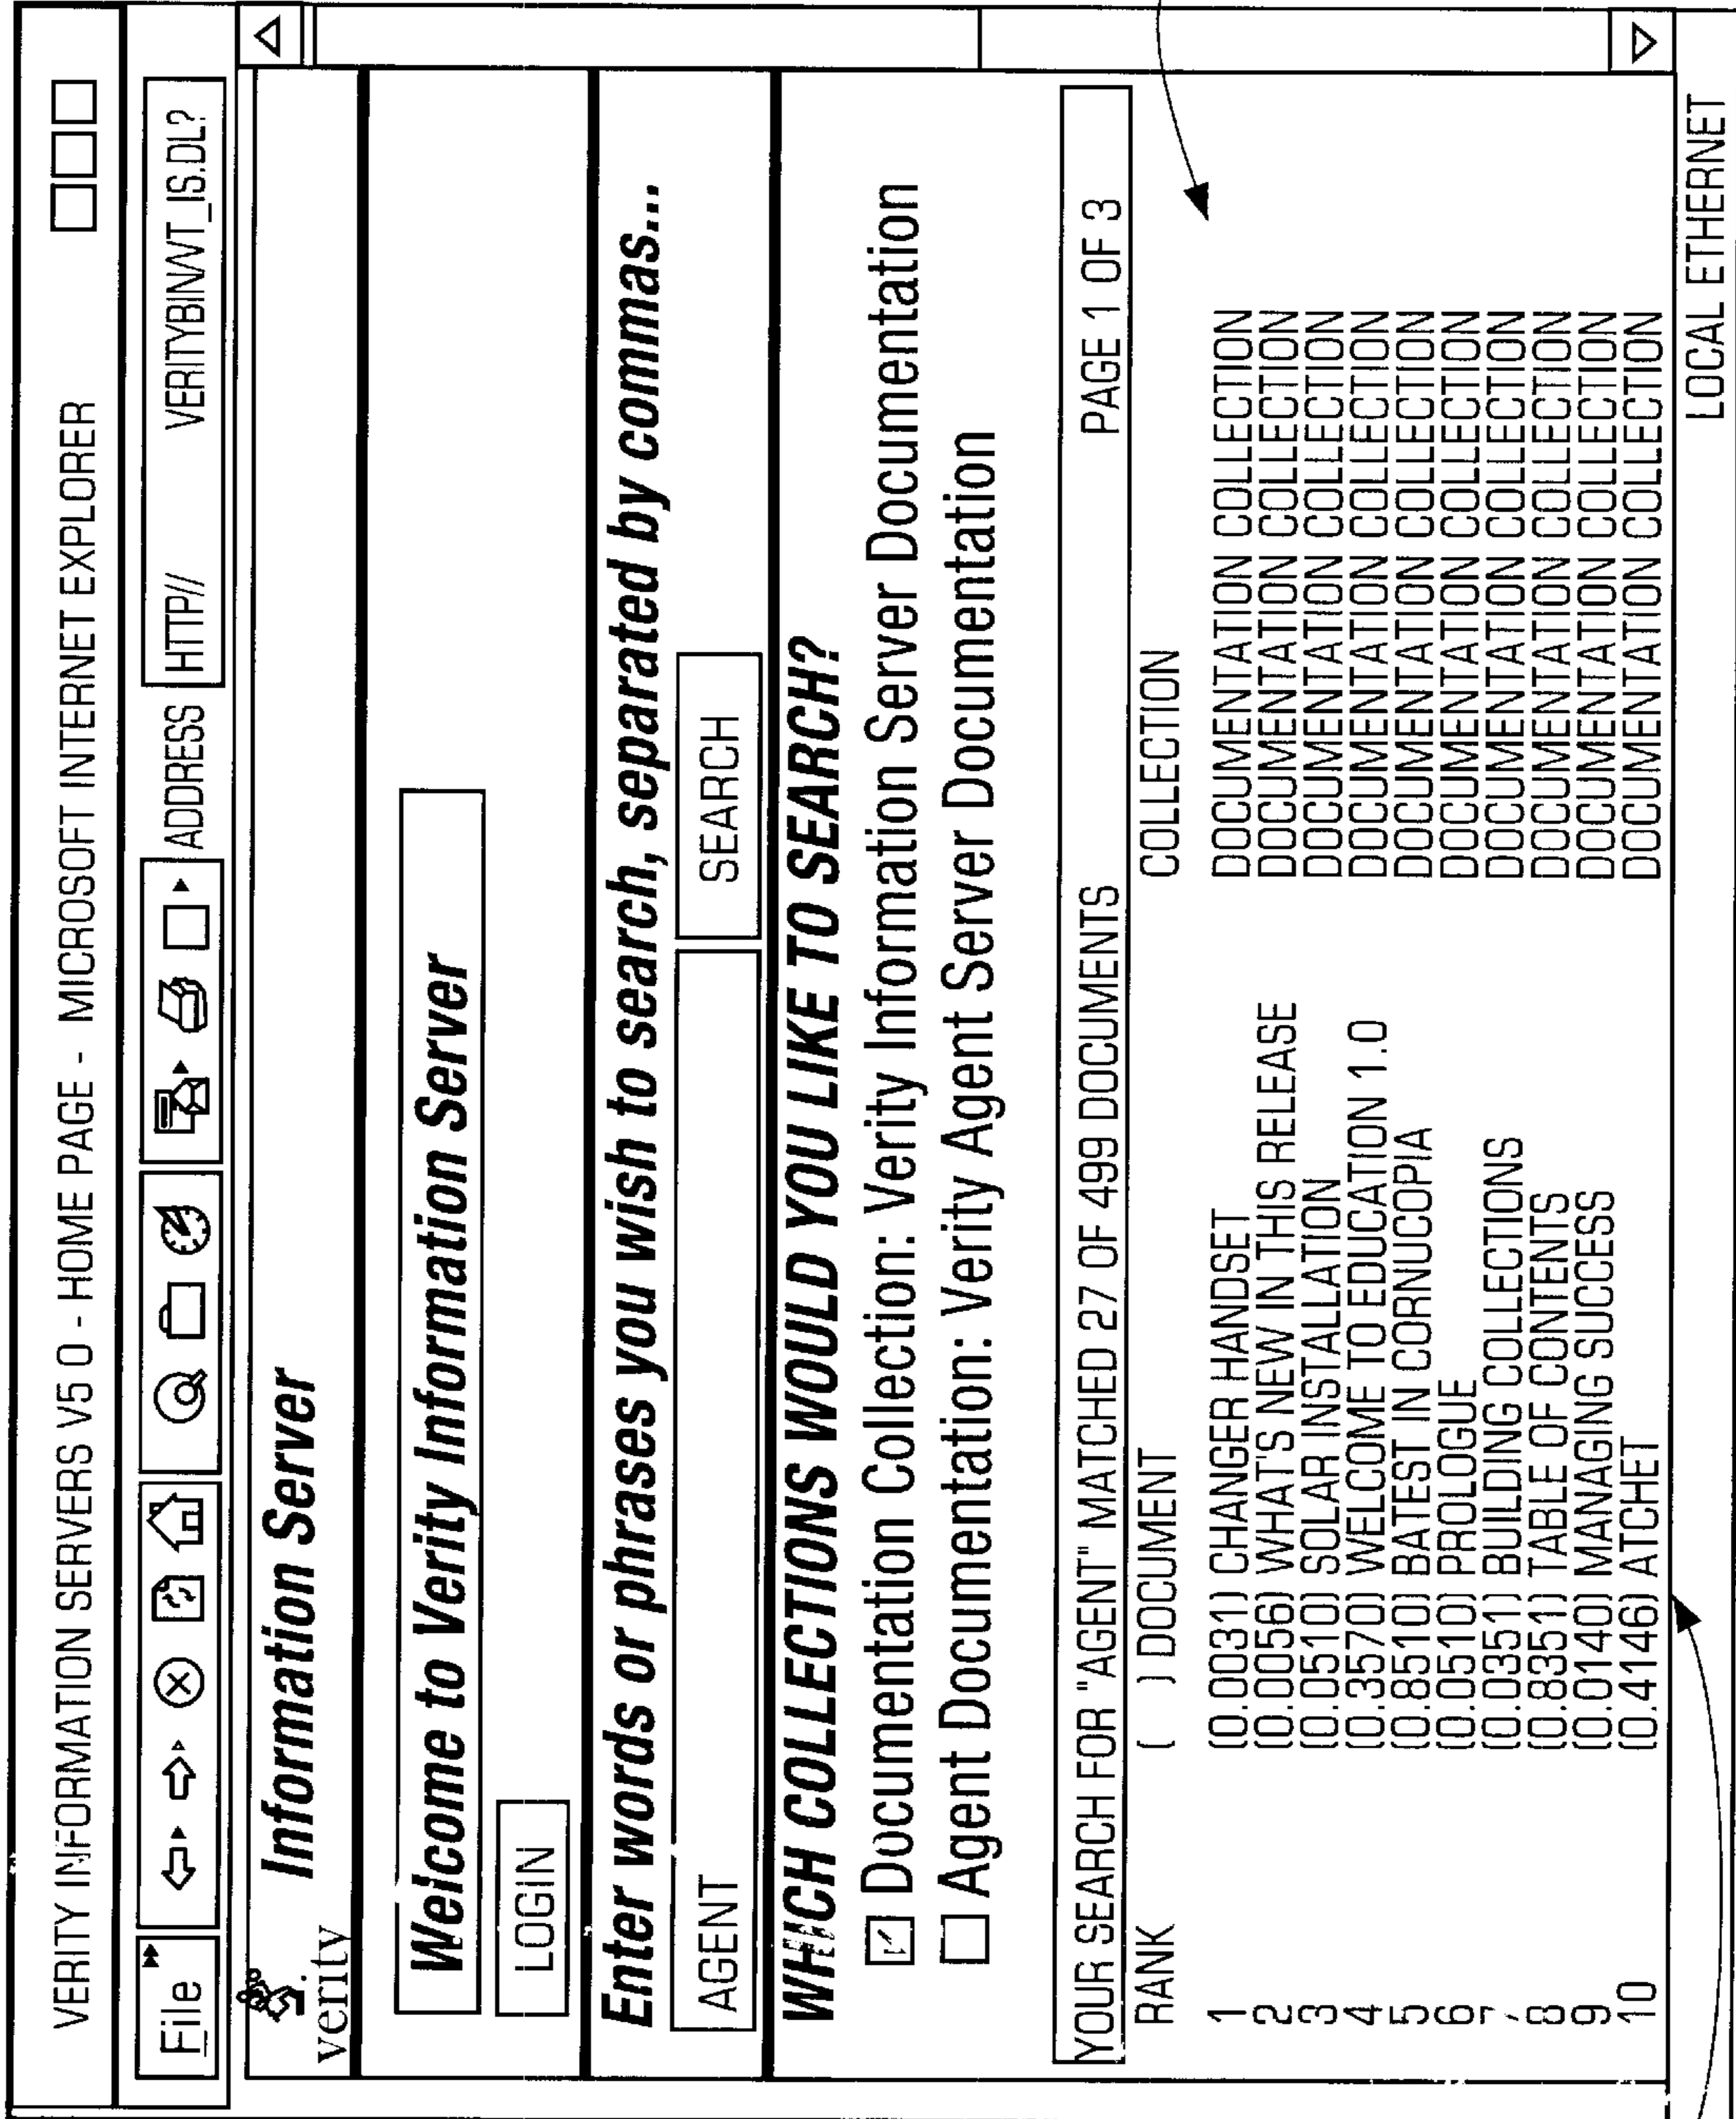 VERITY INFORMATION SERVERS V5 0 - HOME PAGE - MICROSOFT INTERNET EXPLORER
File ADDRESS HTTP// VERITYBIN/VT_IS.DL?
verity Information Server
Welcome to Verity Information Server
LOGIN
Enter words or phrases you wish to search, separated by commas...
AGENT SEARCH
WHICH COLLECTIONS WOULD YOU LIKE TO SEARCH?
Documentation Collection: Verity Information Server Documentation
Agent Documentation: Verity Agent Server Documentation
YOUR SEARCH FOR "AGENT" MATCHED 27 OF 499 DOCUMENTS PAGE 1 OF 3
RANK ( ) DOCUMENT COLLECTION
1 (0.0031) CHANGER HANDSET DOCUMENTATION COLLECTION
2 (0.0056) WHAT'S NEW IN THIS RELEASE DOCUMENTATION COLLECTION
3 (0.0510) SOLAR INSTALLATION DOCUMENTATION COLLECTION
4 (0.3570) WELCOME TO EDUCATION 1.0 DOCUMENTATION COLLECTION
5 (0.8510) BATEST IN CORNUCOPIA DOCUMENTATION COLLECTION
6 (0.0510) PROLOGUE DOCUMENTATION COLLECTION
7 (0.0351) BUILDING COLLECTIONS DOCUMENTATION COLLECTION
8 (0.8351) TABLE OF CONTENTS DOCUMENTATION COLLECTION
9 (0.0140) MANAGING SUCCESS DOCUMENTATION COLLECTION
10 (0.4146) ATCHET DOCUMENTATION COLLECTION
LOCAL ETHERNET